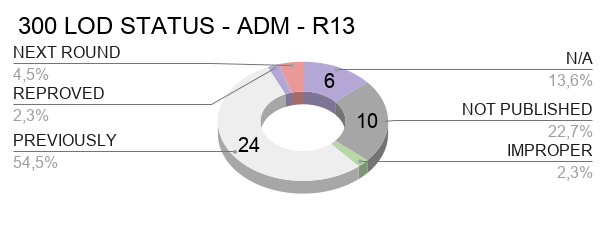 300 LOD STATUS - ADM - R13
NEXT ROUND
4,5%
REPROVED
2,3%
PREVIOUSLY
54,5%
N/A
13,6%
NOT PUBLISHED
22,7%
IMPROPER
2,3%
6
10
24